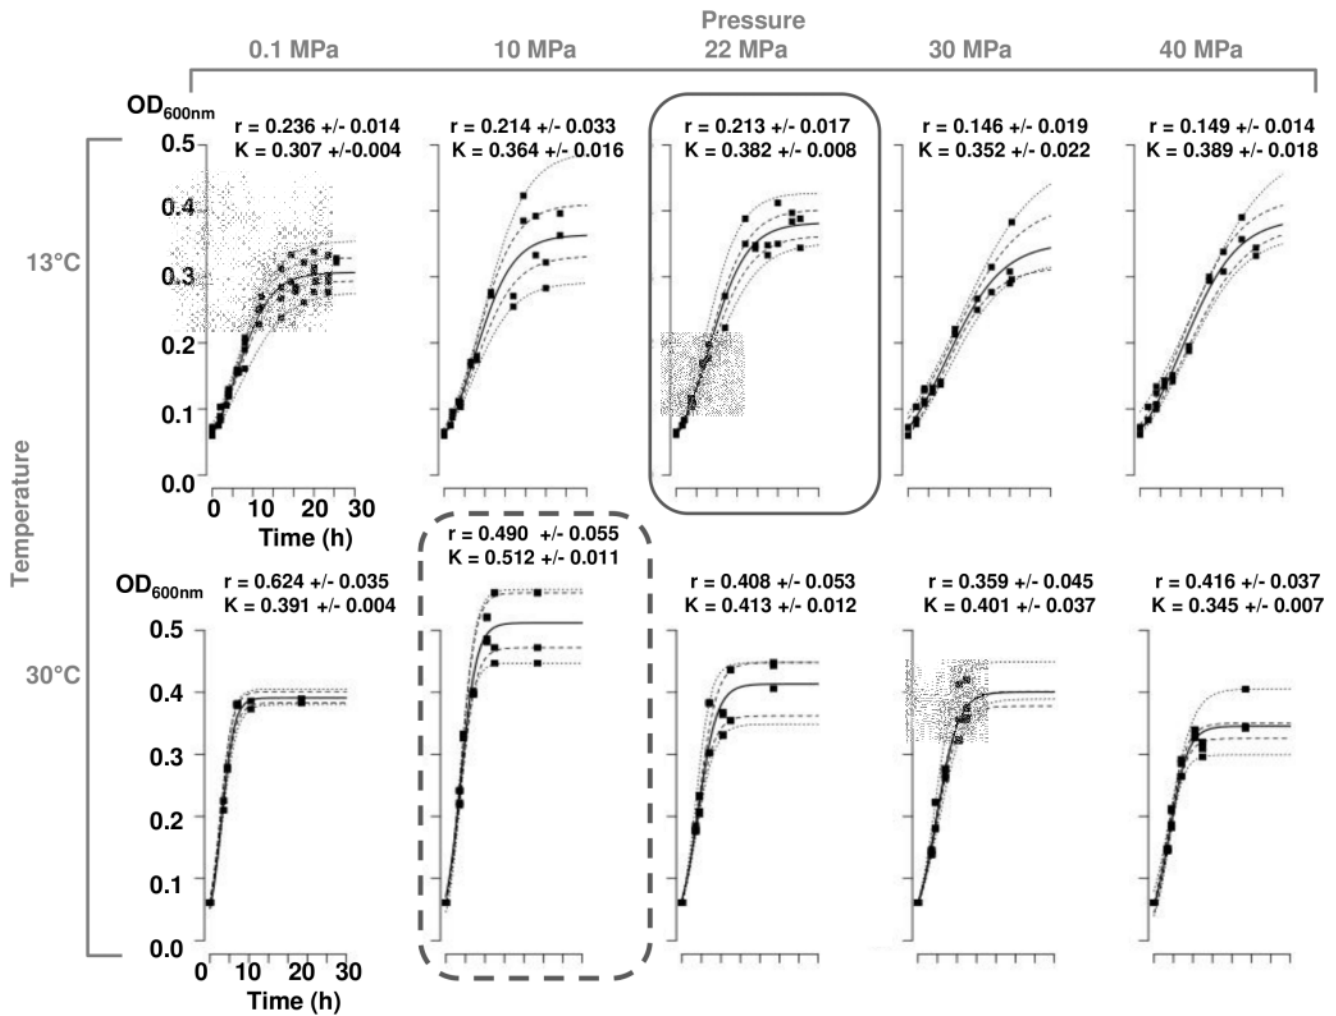 Pressure
0.1 MPa 10 MPa 22 MPa 30 MPa 40 MPa
OD600nm
r = 0.236 +/- 0.014 r = 0.214 +/- 0.033 r = 0.213 +/- 0.017 r = 0.146 +/- 0.019 r = 0.149 +/- 0.014
K = 0.307 +/-0.004 K = 0.364 +/- 0.016 K = 0.382 +/- 0.008 K = 0.352 +/- 0.022 K = 0.389 +/- 0.018
0.5
0.4
13°C
0.3
0.2
0.1
0.0
0 10 20 30
Time (h)
Temperature
r = 0.490 +/- 0.055
K = 0.512 +/- 0.011
OD600nm
r = 0.624 +/- 0.035 r = 0.408 +/- 0.053 r = 0.359 +/- 0.045 r = 0.416 +/- 0.037
K = 0.391 +/- 0.004 K = 0.413 +/- 0.012 K = 0.401 +/- 0.037 K = 0.345 +/- 0.007
0.5
30°C
0.4
0.3
0.2
0.1
0.0
0 10 20 30
Time (h)